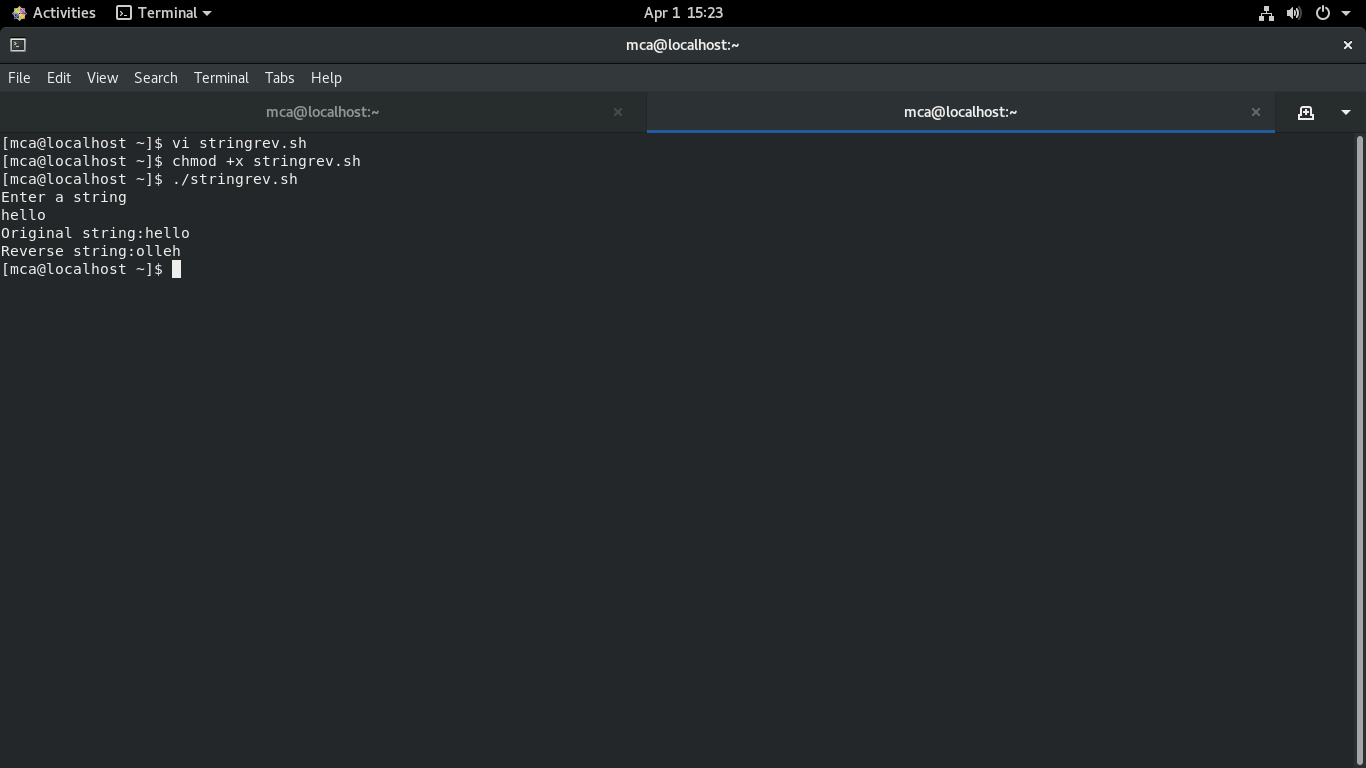 Activities Terminal Apr 1 15:23
mca@localhost:~
File Edit View Search Terminal Tabs Help
mca@localhost:~ mca@localhost:~
[mca@localhost ~]$ vi stringrev.sh
[mca@localhost ~]$ chmod +x stringrev.sh
[mca@localhost ~]$ ./stringrev.sh
Enter a string
hello
Original string:hello
Reverse string:olleh
[mca@localhost ~]$